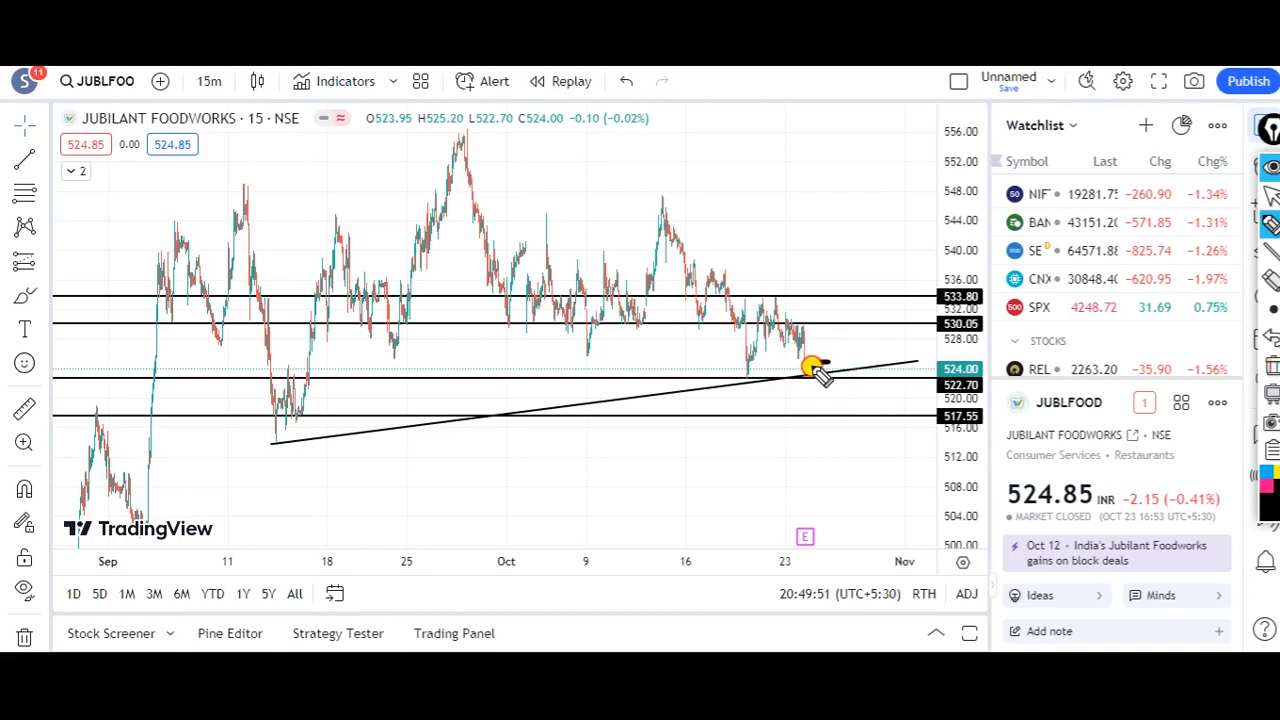 S 11 JUBLFOO 15m Indicators Alert Replay Unnamed Save Publish
JUBILANT FOODWORKS · 15 · NSE O523.95 H525.20 L522.70 C524.00 -0.10 (-0.02%)
524.85 0.00 524.85
2
556.00
552.00
548.00
544.00
540.00
536.00
533.80
530.05
528.00
524.00
522.70
520.00
517.55
516.00
512.00
508.00
504.00
500.00
TradingView
E
Sep 11 18 25 Oct 9 16 23 Nov
1D 5D 1M 3M 6M YTD 1Y 5Y All 20:49:51 (UTC+5:30) RTH ADJ
Stock Screener Pine Editor Strategy Tester Trading Panel
Watchlist
Symbol Last Chg Chg%
50 NIF 19281.75 −260.90 −1.34%
BAN 43151.20 −571.85 −1.31%
SE D 64571.88 −825.74 −1.26%
CNX 30848.40 −620.95 −1.97%
500 SPX 4248.72 31.69 0.75%
STOCKS
REL 2263.20 −35.90 −1.56%
JUBLFOOD 1
JUBILANT FOODWORKS • NSE
Consumer Services • Restaurants
524.85 INR −2.15 (−0.41%)
MARKET CLOSED (OCT 23 16:53 UTC+5:30)
Oct 12 • India's Jubilant Foodworks
gains on block deals
Ideas Minds
Add note